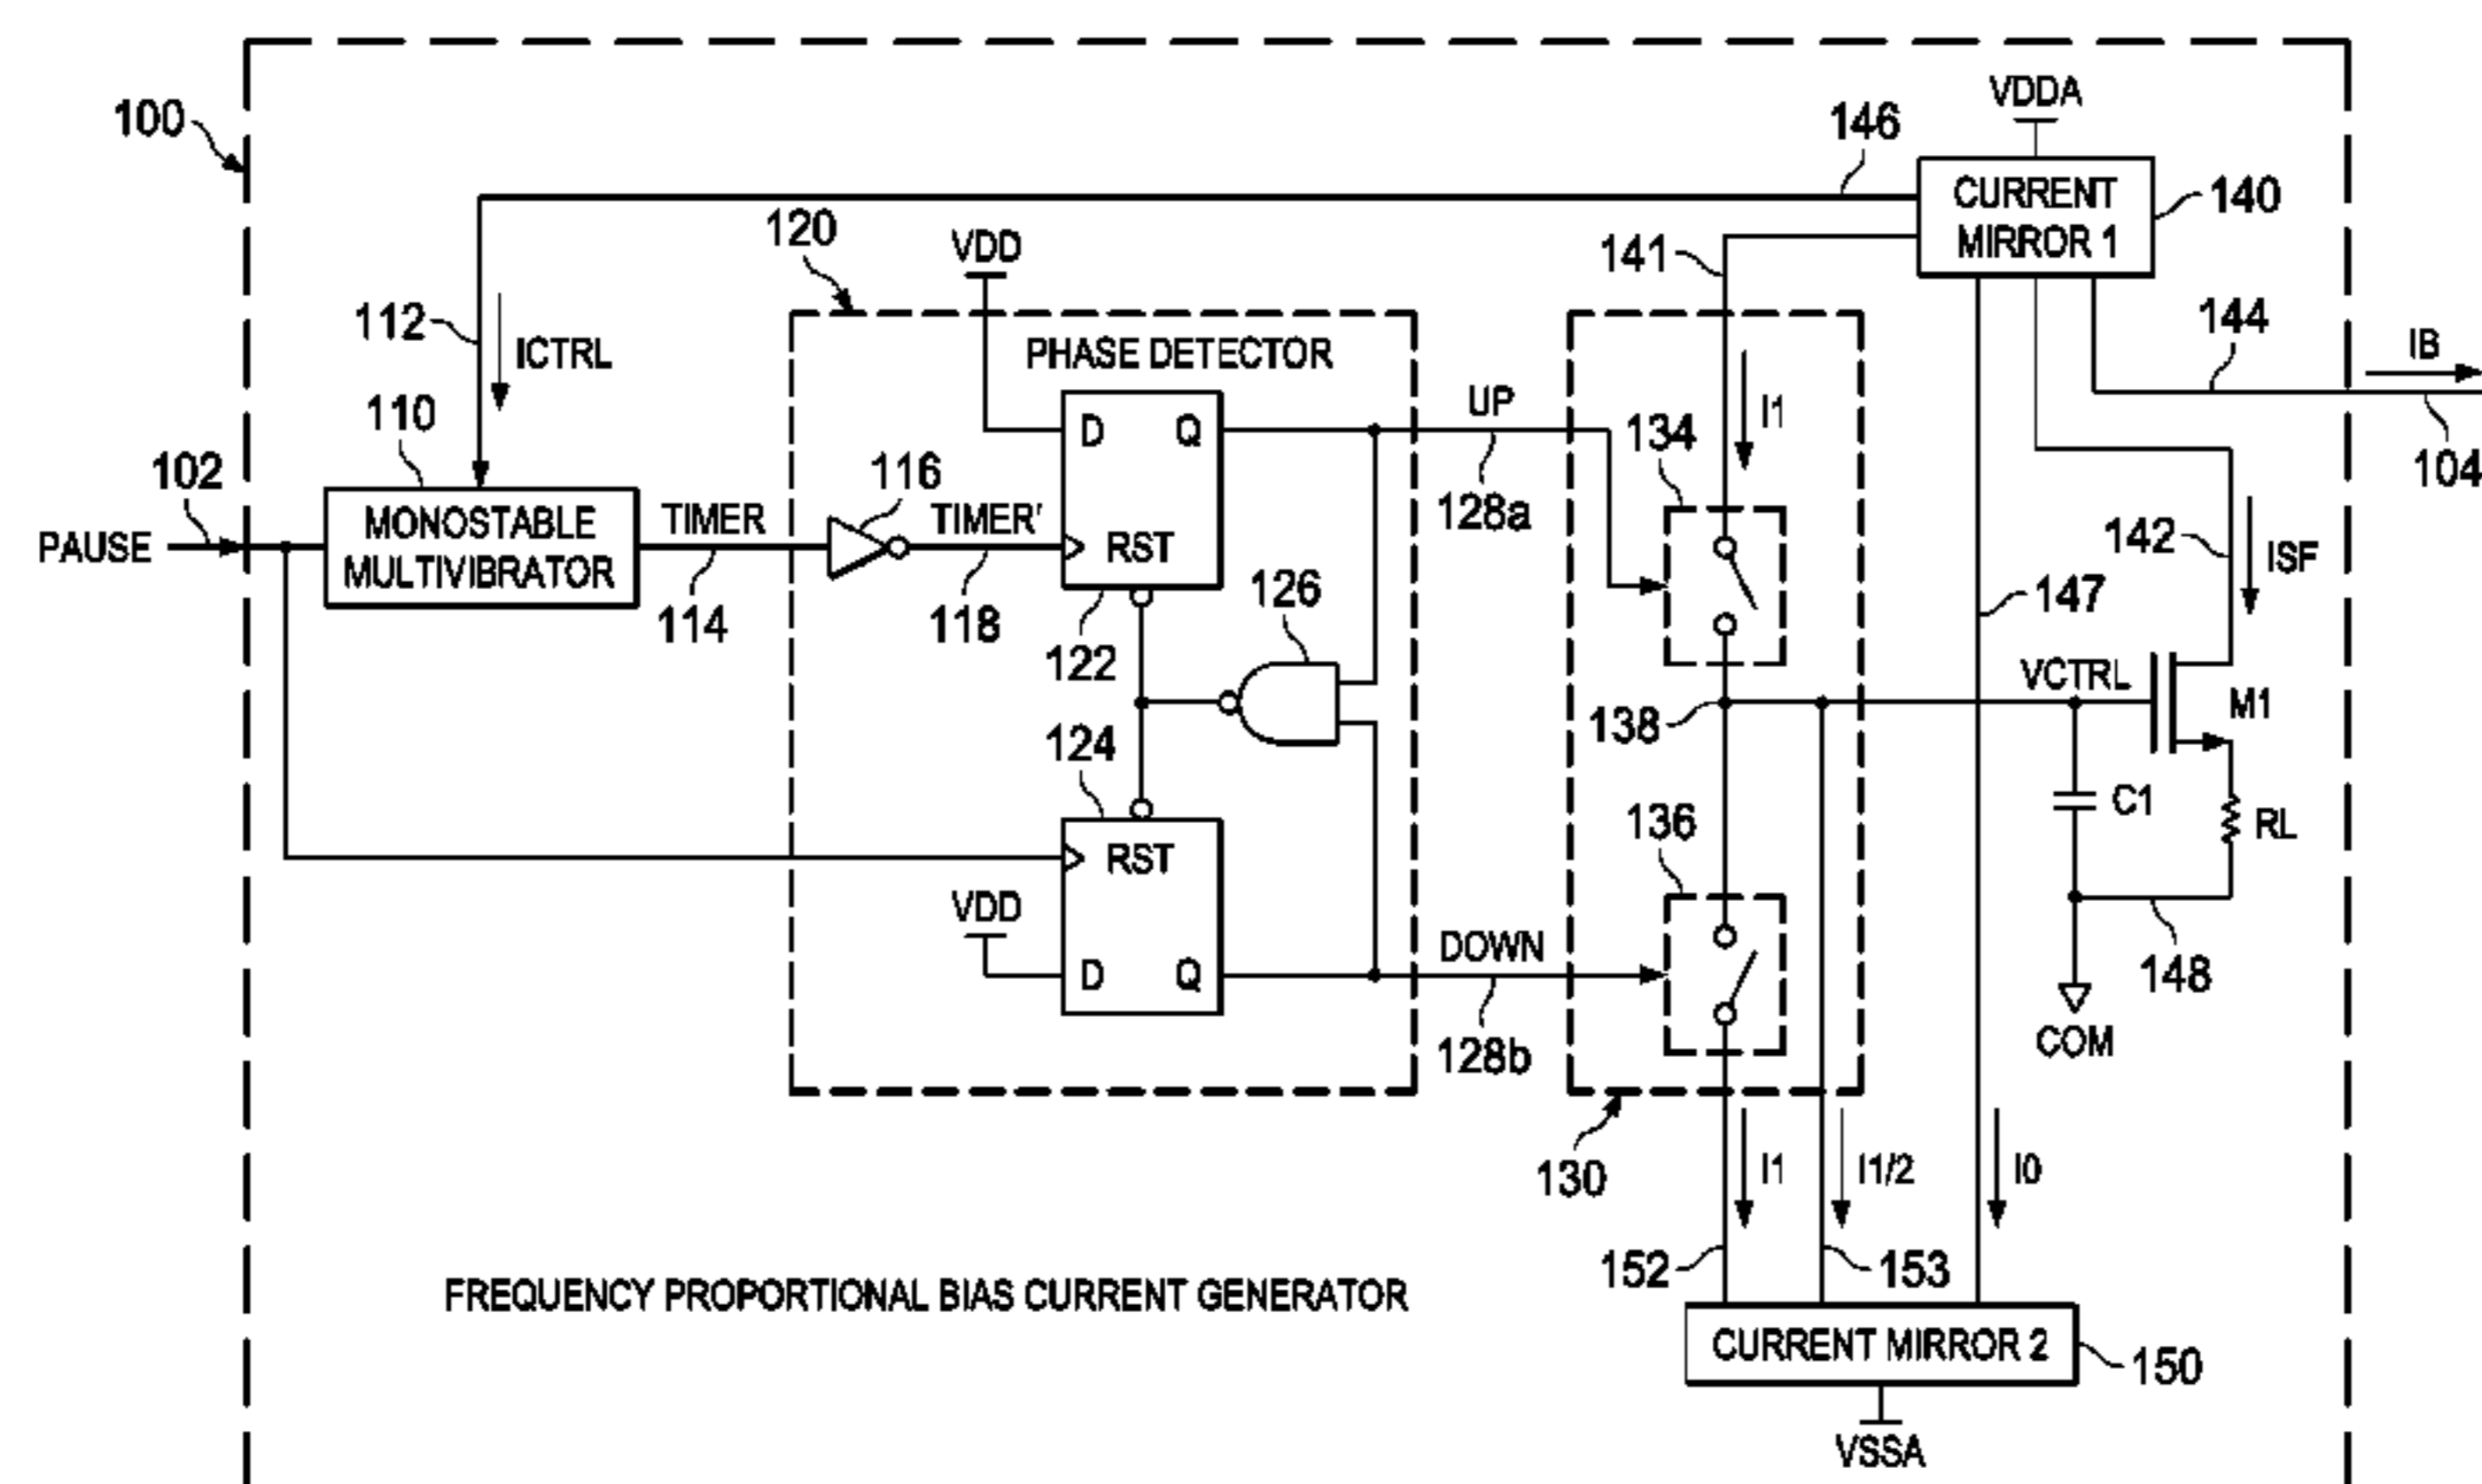 VDDA
100
146
CURRENT
MIRROR 1
140
120
VDD
141
112
ICTRL
PHASE DETECTOR
144
IB
110
D
Q
UP
134
I1
102
116
128a
104
PAUSE
MONOSTABLE
MULTIVIBRATOR
TIMER
TIMER'
RST
126
142
ISF
114
118
122
147
124
138
VCTRL
M1
RST
136
C1
RL
VDD
D
Q
DOWN
148
128b
COM
130
I1
I1/2
I0
152
153
FREQUENCY PROPORTIONAL BIAS CURRENT GENERATOR
CURRENT MIRROR 2
150
VSSA